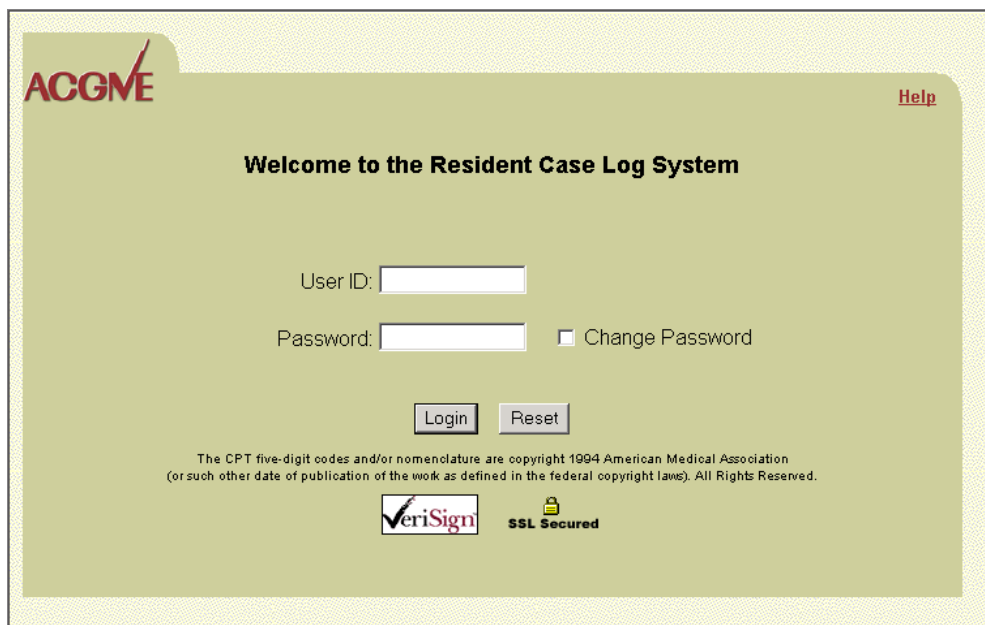 ACGME
Help
Welcome to the Resident Case Log System
User ID:
Password:
Change Password
Login
Reset
The CPT five-digit codes and/or nomenclature are copyright 1994 American Medical Association
(or such other date of publication of the work as defined in the federal copyright laws). All Rights Reserved.
VeriSign
SSL Secured